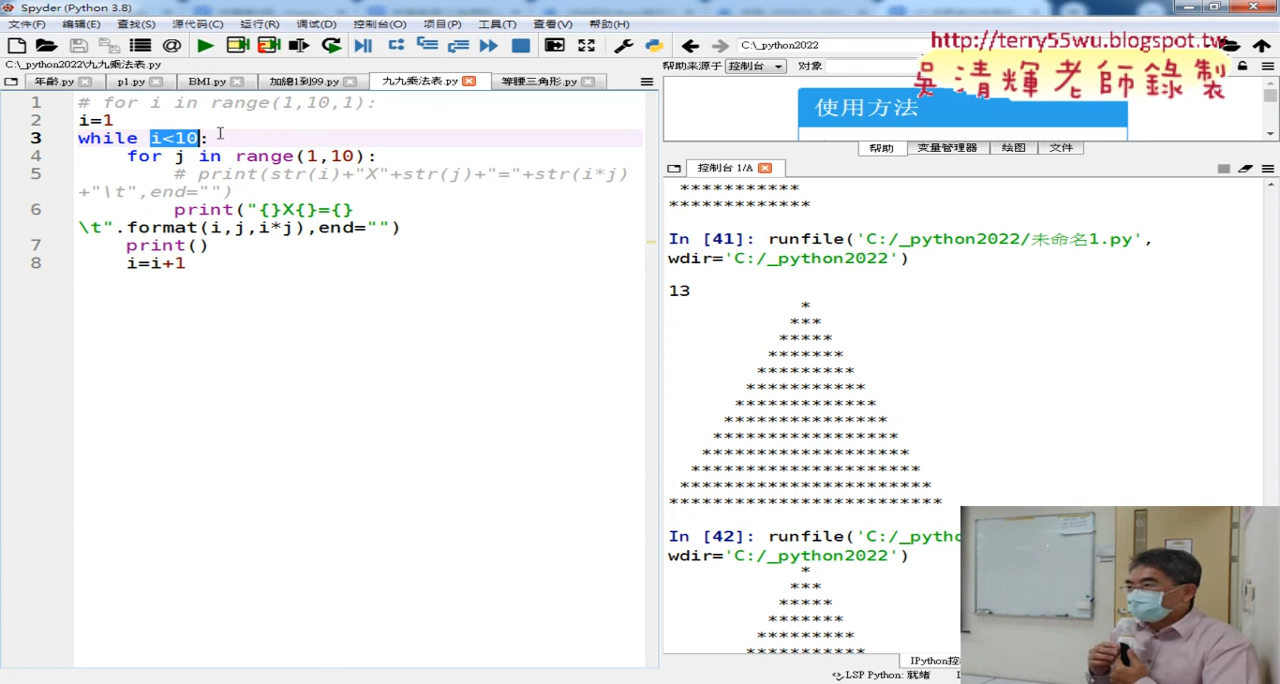 Spyder (Python 3.8)
文件(F) 编辑(E) 查找(S) 源代码(C) 运行(R) 调试(D) 控制台(O) 项目(P) 工具(T) 查看(V) 帮助(H)
C:\_python2022
http://terry55wu.blogspot.tw
吳清輝老師錄製
C:\_python2022\九九乘法表.py
年齡.py p1.py BMI.py 加總1到99.py 九九乘法表.py 等腰三角形.py
帮助来源于 控制台 对象
使用方法
帮助 变量管理器 绘图 文件
1 # for i in range(1,10,1):
2 i=1
3 while i<10:
4 for j in range(1,10):
5 # print(str(i)+"X"+str(j)+"="+str(i*j)
+"\t",end="")
6 print("{}X{}={}
\t".format(i,j,i*j),end="")
7 print()
8 i=i+1
控制台 1/A
***********
*************
In [41]: runfile('C:/_python2022/未命名1.py',
wdir='C:/_python2022')
13
*
***
*****
*******
*********
***********
*************
***************
*****************
*******************
*********************
***********************
*************************
In [42]: runfile('C:/_pytho
wdir='C:/_python2022')
*
***
*****
*******
*********
***********
IPython控
LSP Python: 就绪